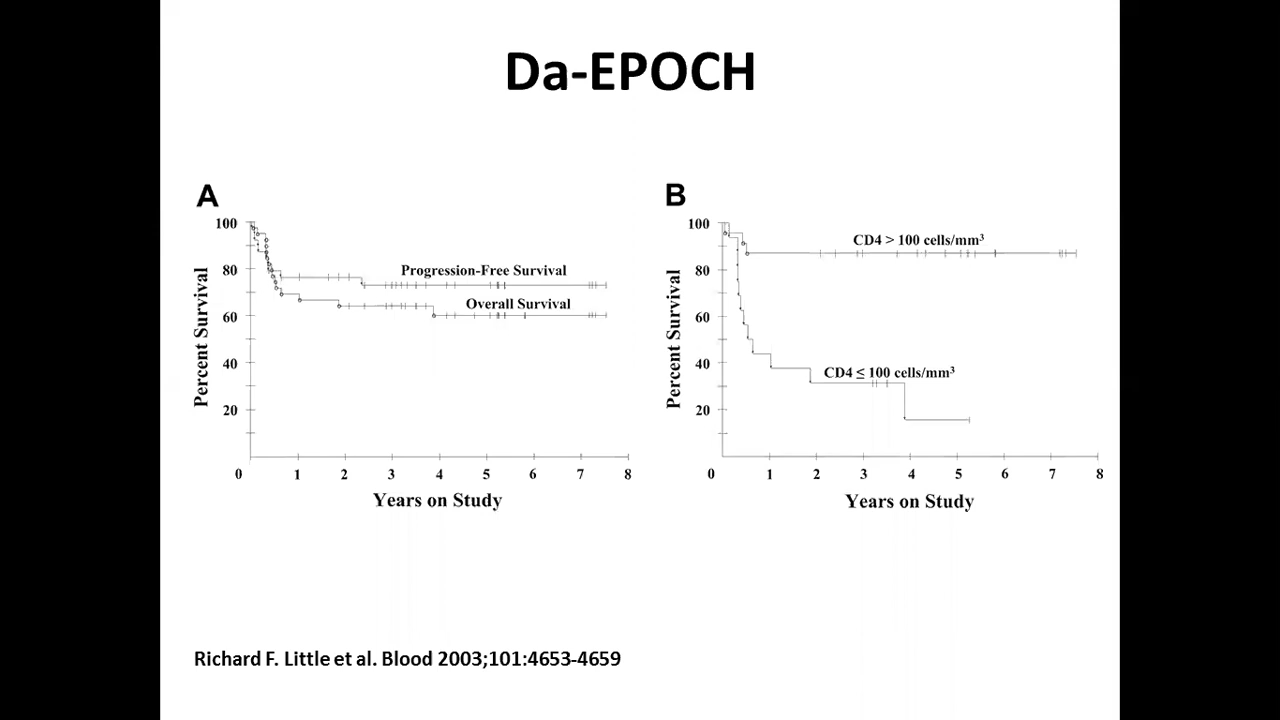 Da-EPOCH
A
100
80
60
40
20
0
1
2
3
4
5
6
7
8
Percent Survival
Years on Study
Progression-Free Survival
Overall Survival
B
100
80
60
40
20
0
1
2
3
4
5
6
7
8
Percent Survival
Years on Study
CD4 > 100 cells/mm³
CD4 ≤ 100 cells/mm³
Richard F. Little et al. Blood 2003;101:4653-4659